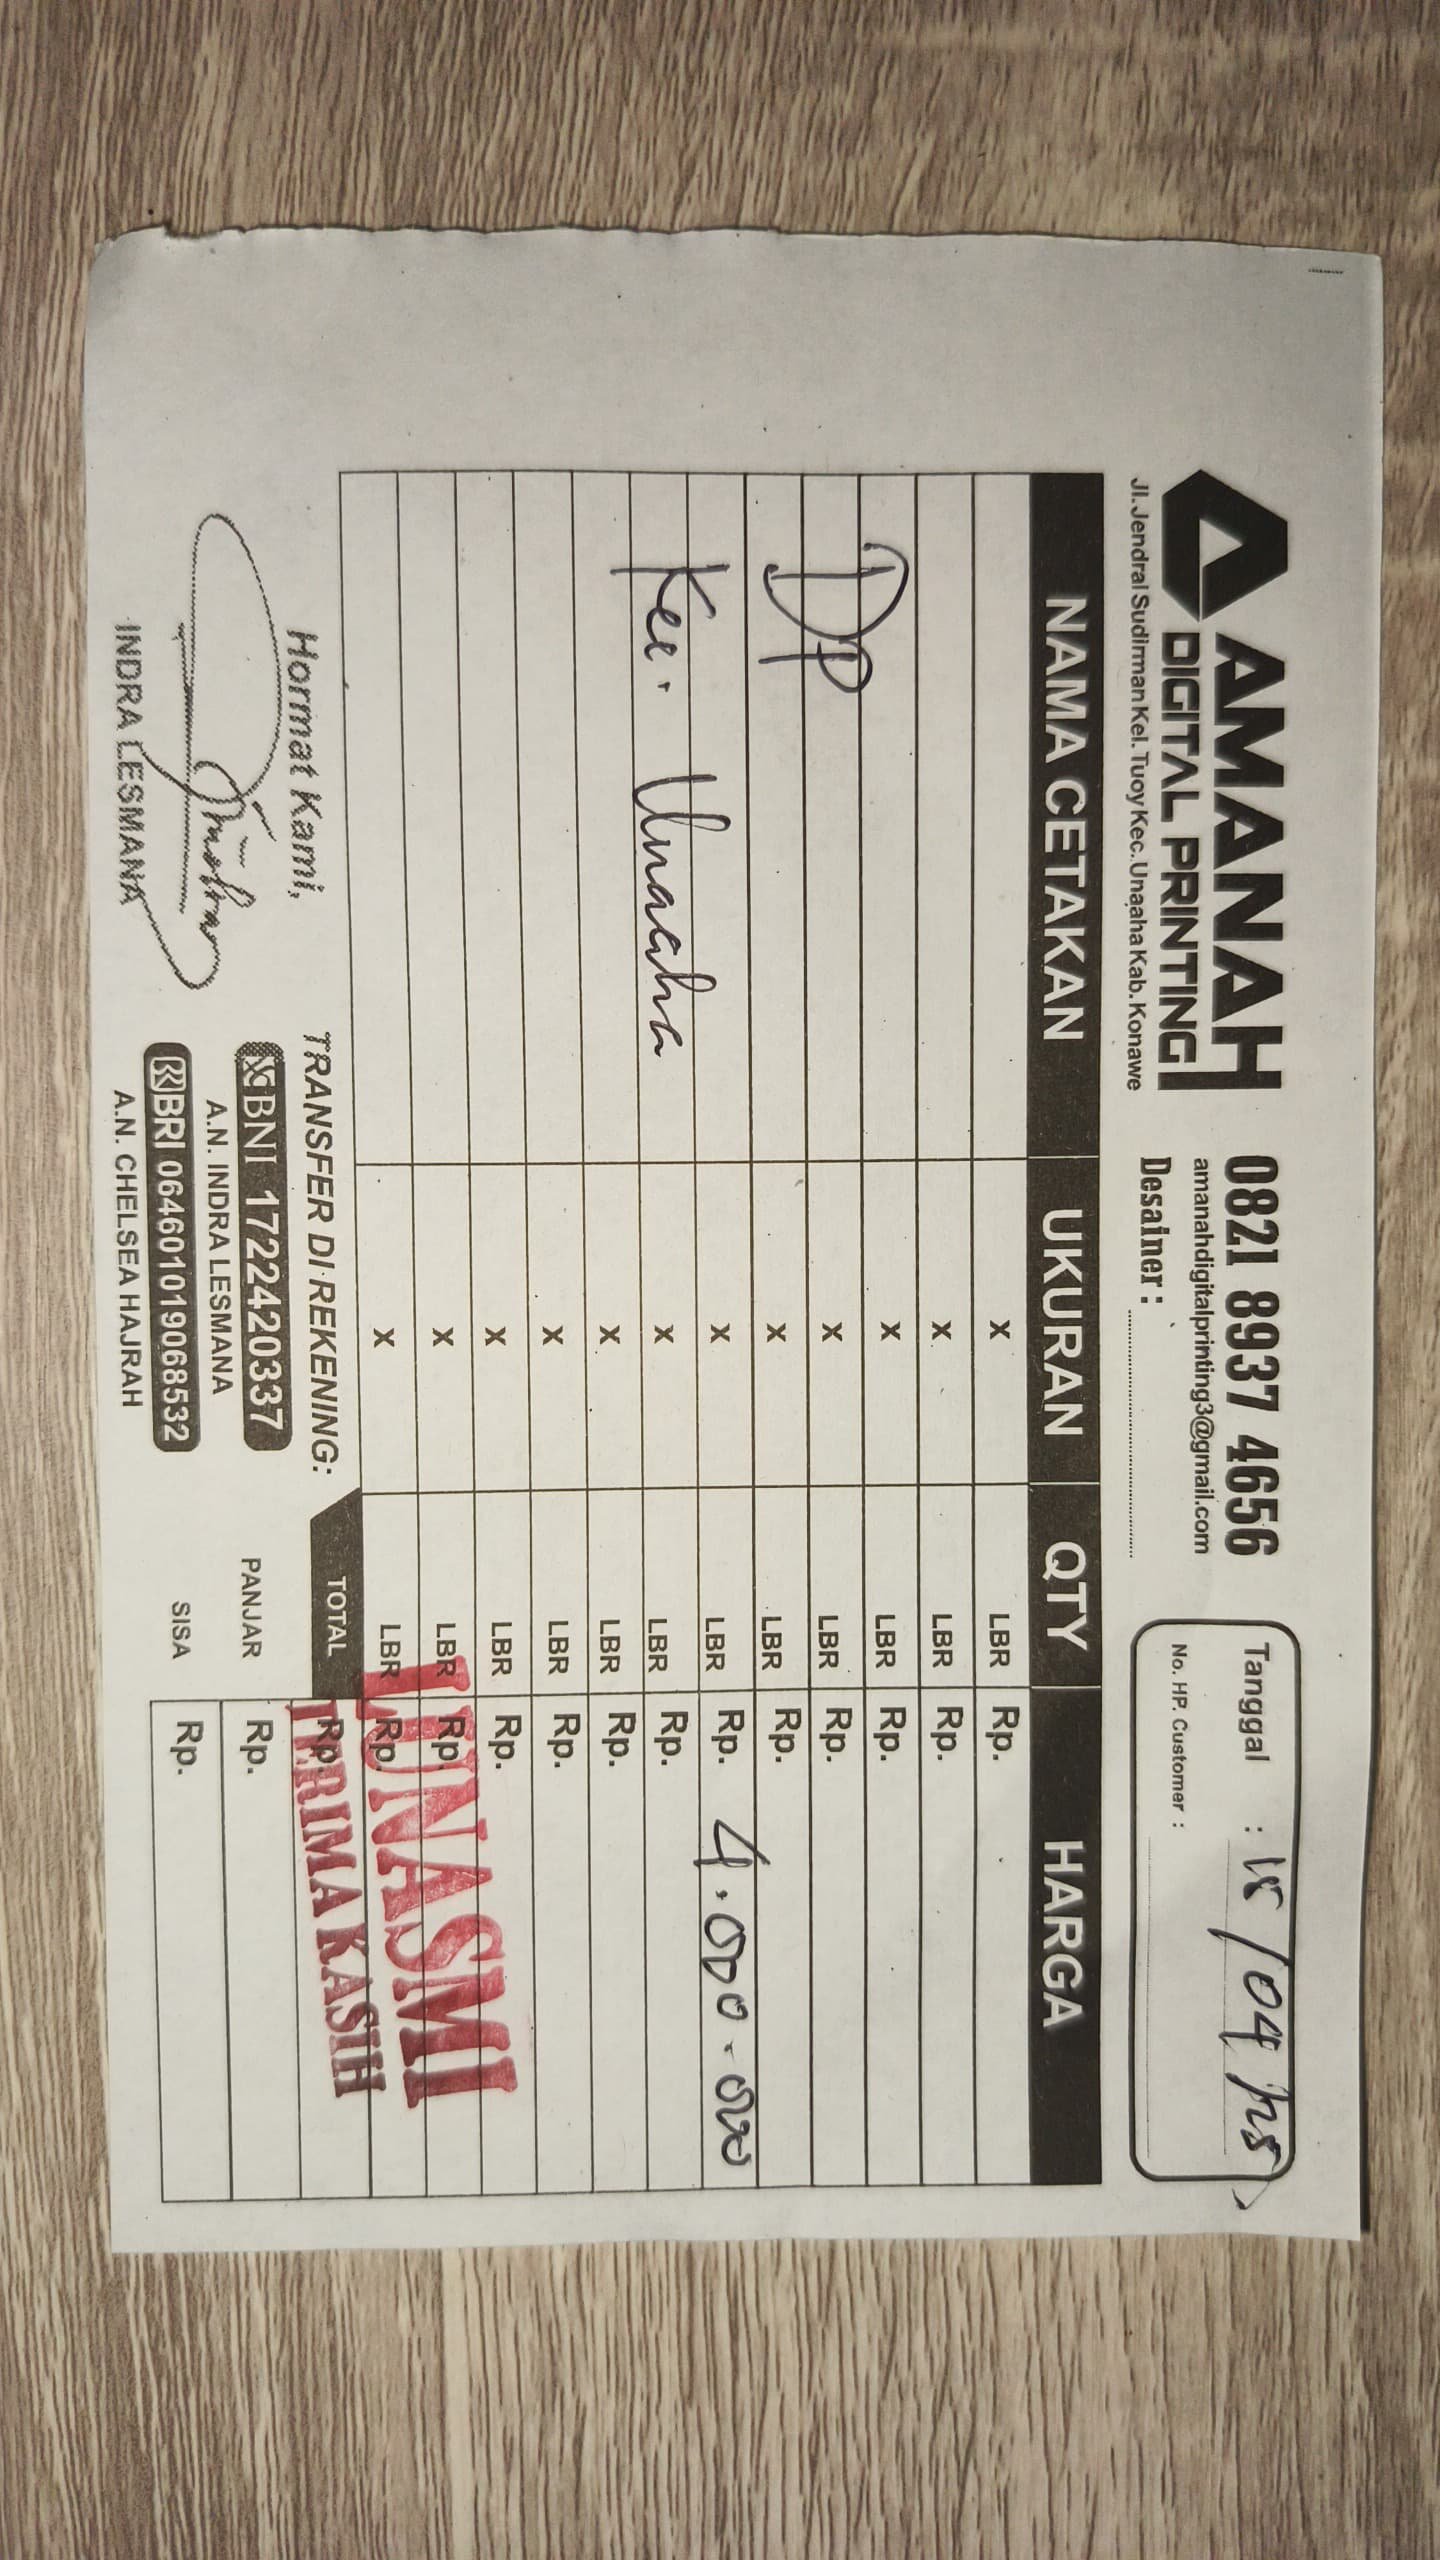 AMANAH
DIGITAL PRINTING
Jl. Jendral Sudirman Kel. Tuoy Kec. Unaaha Kab. Konawe
0821 8937 4656
amanahdigitalprinting3@gmail.com
Desainer :
Tanggal : /04/
No. HP. Customer :
NAMA CETAKAN UKURAN QTY HARGA
x LBR Rp.
x LBR Rp.
DP x LBR Rp.
x LBR Rp.
x LBR Rp.
Kec. Unaaha x LBR Rp. 4.000.000
x LBR Rp.
x LBR Rp.
x LBR Rp.
x LBR Rp.
x LBR Rp.
x LBR Rp.
LUNASMI
TERIMA KASIH
TOTAL Rp.
PANJAR Rp.
SISA Rp.
Hormat Kami,
INDRA LESMANA
TRANSFER DI REKENING:
BNI 1722420337
A.N. INDRA LESMANA
BRI 064601019068532
A.N. CHELSEA HAJRAH